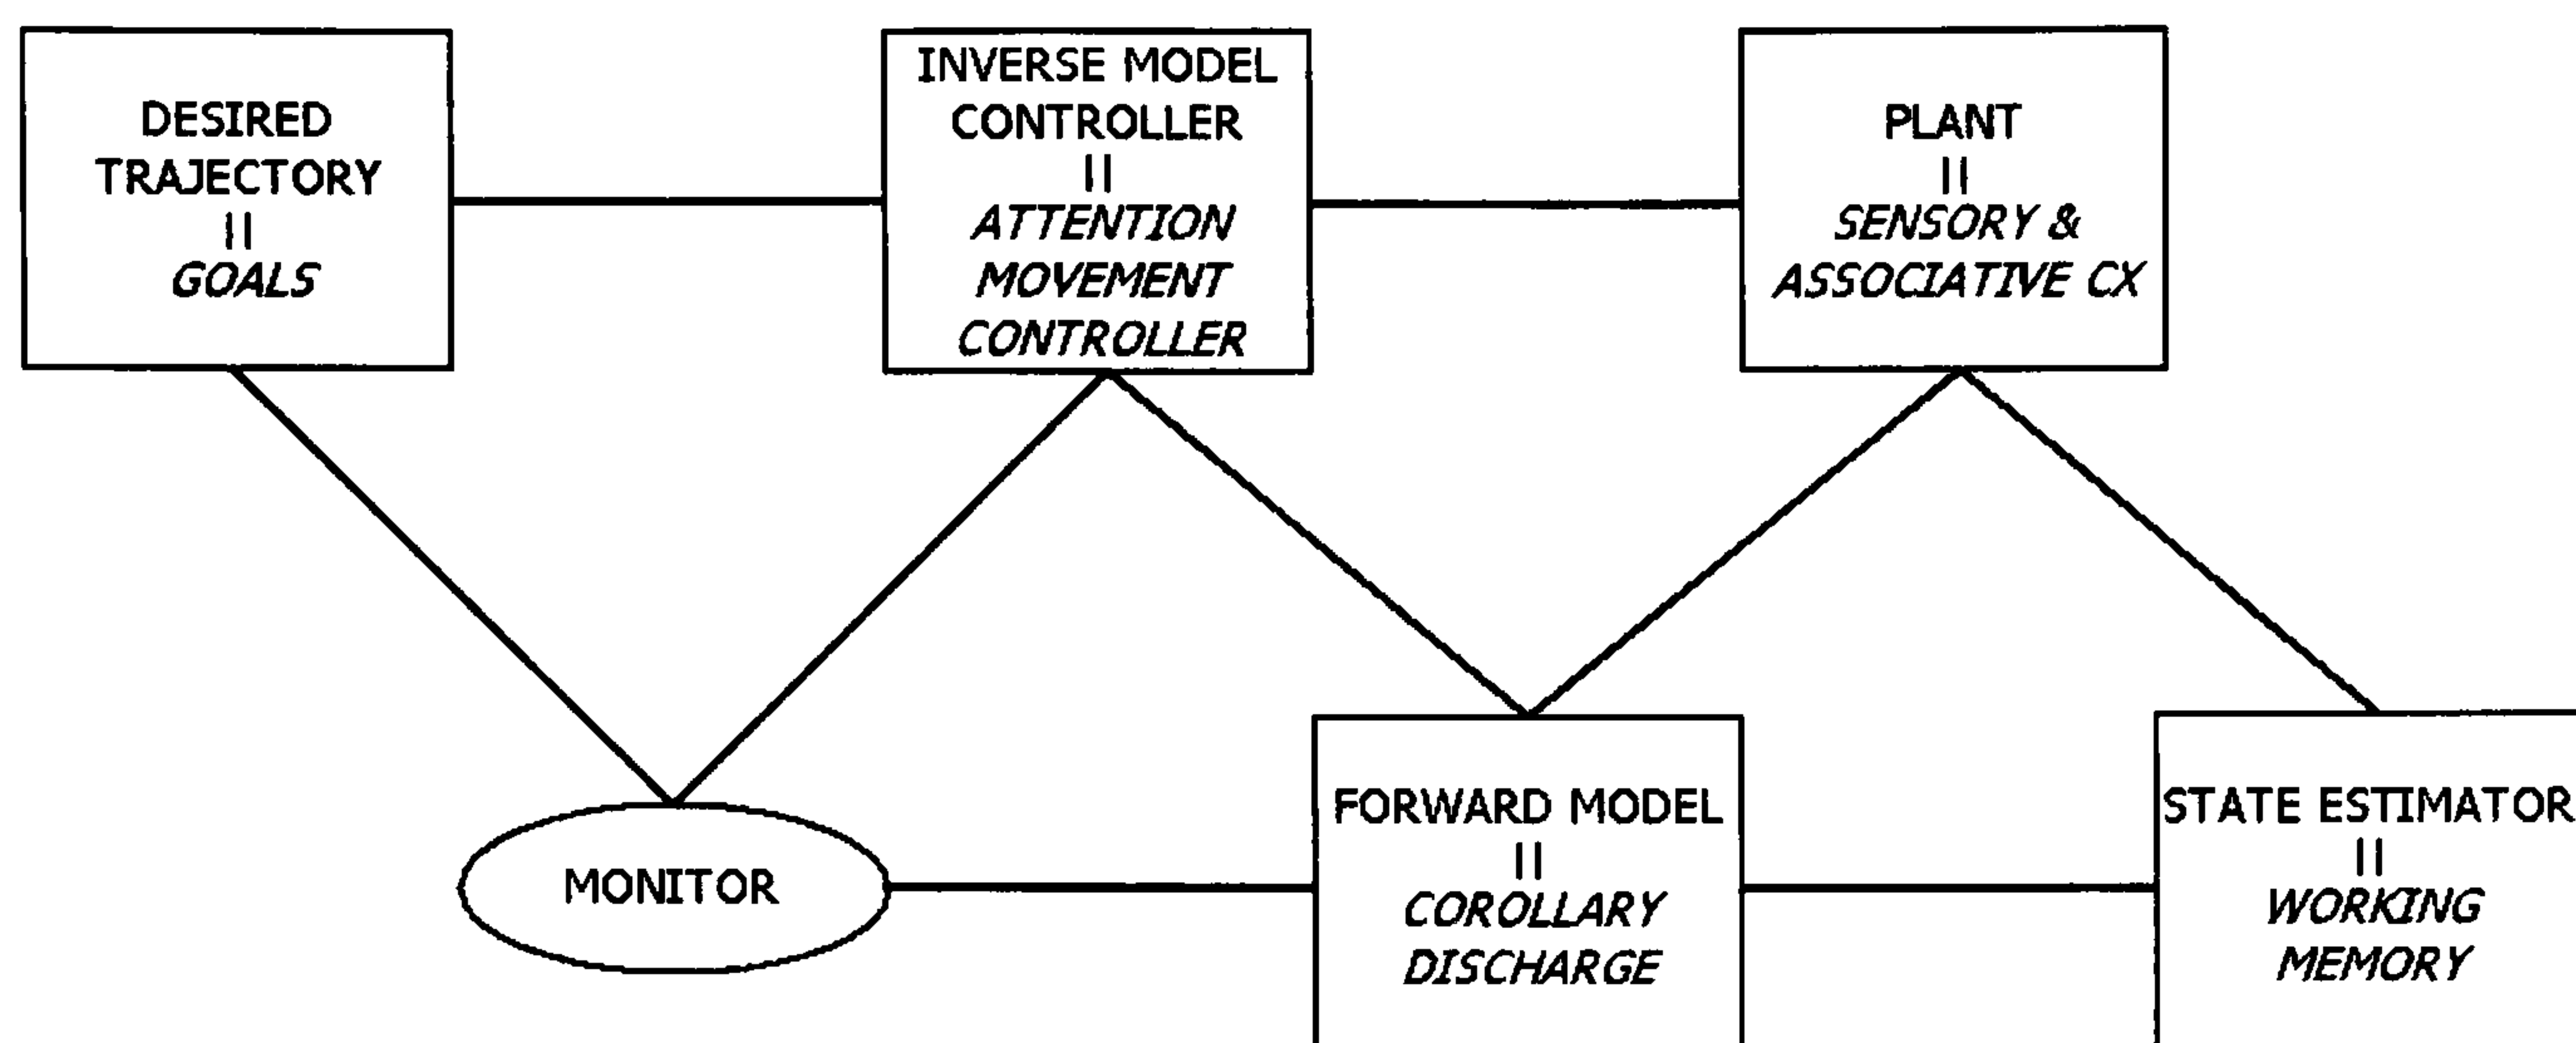 DESIRED
TRAJECTORY
||
GOALS
INVERSE MODEL
CONTROLLER
||
ATTENTION
MOVEMENT
CONTROLLER
PLANT
||
SENSORY &
ASSOCIATIVE CX
MONITOR
FORWARD MODEL
||
COROLLARY
DISCHARGE
STATE ESTIMATOR
||
WORKING
MEMORY